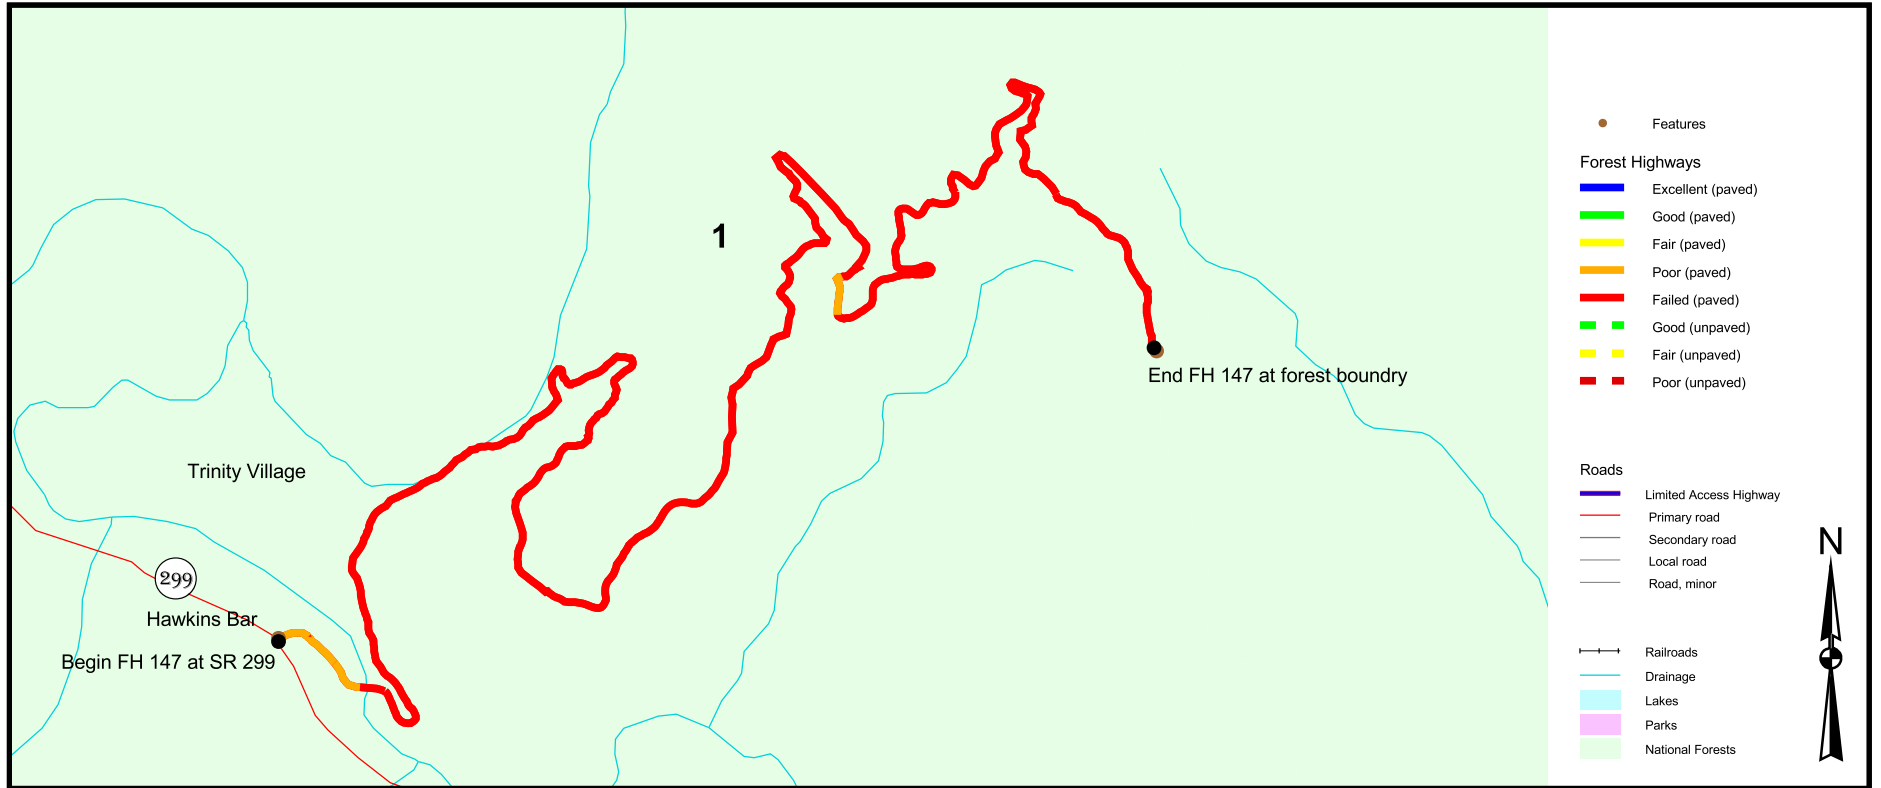 1
End FH 147 at forest boundry
Trinity Village
299
Hawkins Bar
Begin FH 147 at SR 299
Features
Forest Highways
Excellent (paved)
Good (paved)
Fair (paved)
Poor (paved)
Failed (paved)
Good (unpaved)
Fair (unpaved)
Poor (unpaved)
Roads
Limited Access Highway
Primary road
Secondary road
Local road
Road, minor
N
Railroads
Drainage
Lakes
Parks
National Forests